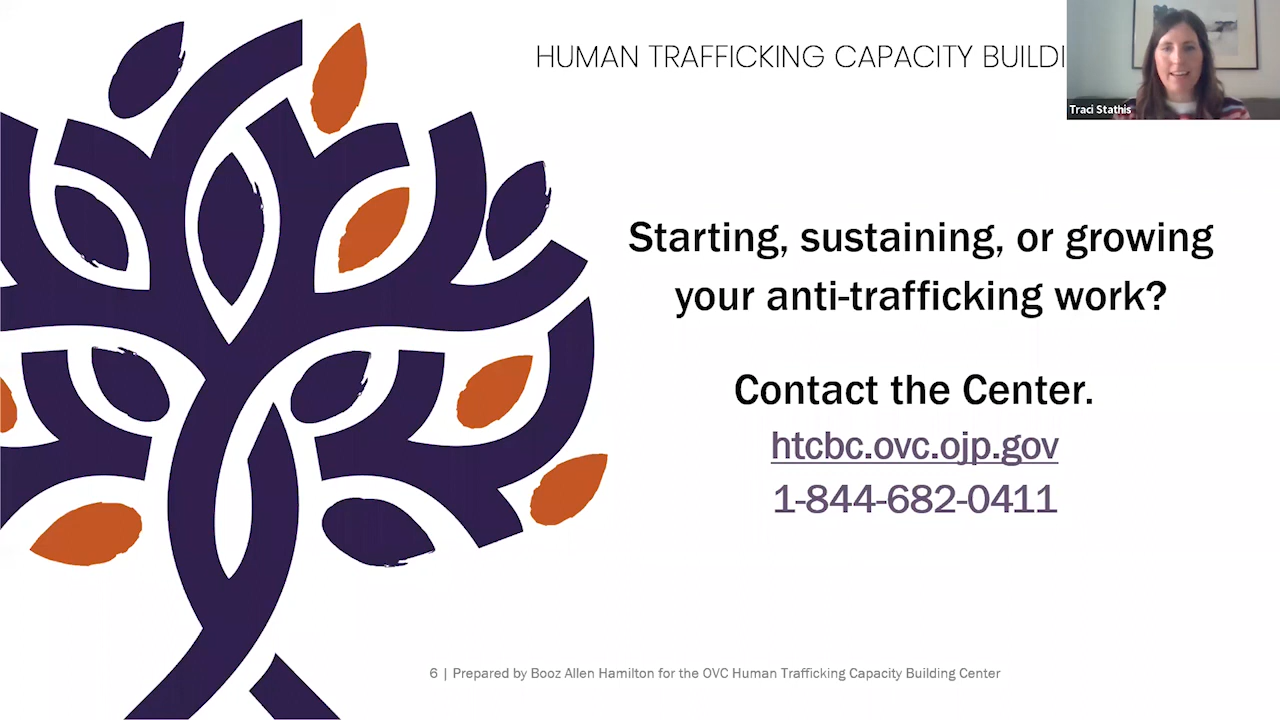 HUMAN TRAFFICKING CAPACITY
Traci Stathis
Starting, sustaining, or growing
your anti-trafficking work?
Contact the Center.
htcbc.ovc.ojp.gov
1-844-682-0411
6 | Prepared by Booz Allen Hamilton for the OVC Human Trafficking Capacity Building Center